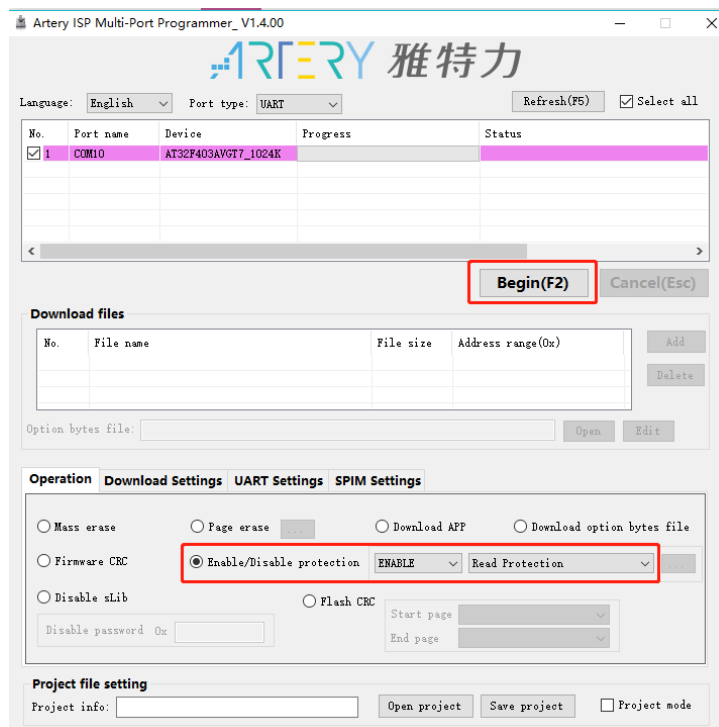 Artery ISP Multi-Port Programmer_ V1.4.00
ARTERY 雅特力
Language: English Port type: UART Refresh(F5) Select all
No. Port name Device Progress Status
1 COM10 AT32F403AVGT7_1024K
Begin(F2) Cancel(Esc)
Download files
No. File name File size Address range(0x) Add
Delete
Option bytes file: Open Edit
Operation Download Settings UART Settings SPIM Settings
Mass erase Page erase ... Download APP Download option bytes file
Firmware CRC Enable/Disable protection ENABLE Read Protection ...
Disable sLib Flash CRC Start page
Disable password 0x End page
Project file setting
Project info: Open project Save project Project mode